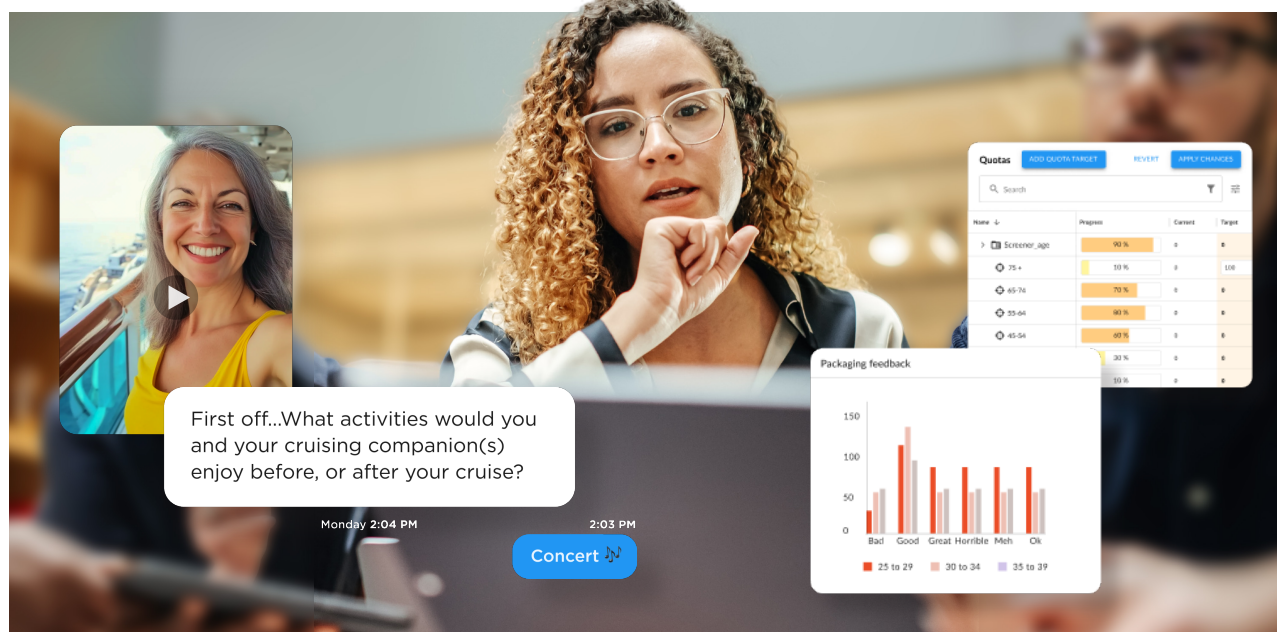 Quotas ADD QUOTA TARGET REVERT APPLY CHANGES
Search
Name Progress Current Target
Screener_age 90 % 0 0
75 + 10 % 0 100
65-74 70 % 0 0
55-64 80 % 0 0
45-54 60 % 0 0
30 % 0 0
10 % 0 0
First off...What activities would you
and your cruising companion(s)
enjoy before, or after your cruise?
Monday 2:04 PM
2:03 PM
Concert 🎶
Packaging feedback
150
100
50
0
Bad Good Great Horrible Meh Ok
25 to 29 30 to 34 35 to 39